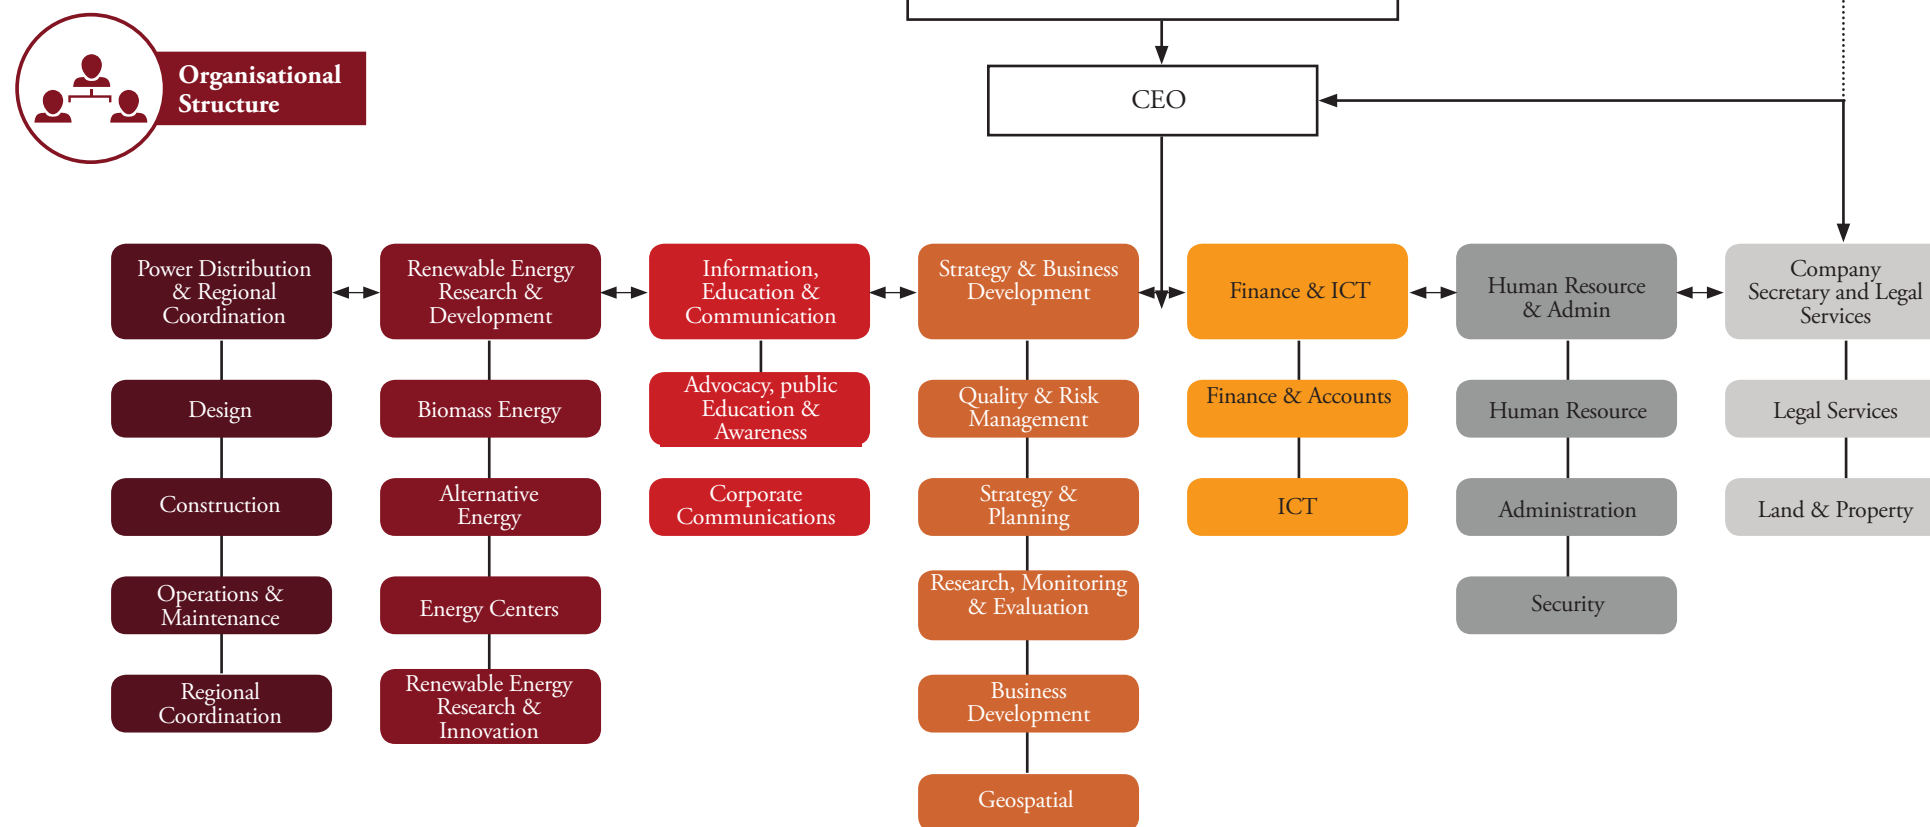 Organisational
Structure
CEO
Power Distribution
& Regional
Coordination
Renewable Energy
Research &
Development
Information,
Education &
Communication
Strategy & Business
Development
Finance & ICT
Human Resource
& Admin
Company
Secretary and Legal
Services
Design
Biomass Energy
Advocacy, public
Education &
Awareness
Quality & Risk
Management
Finance & Accounts
Human Resource
Legal Services
Construction
Alternative
Energy
Corporate
Communications
Strategy &
Planning
ICT
Administration
Land & Property
Operations &
Maintenance
Energy Centers
Research, Monitoring
& Evaluation
Security
Regional
Coordination
Renewable Energy
Research &
Innovation
Business
Development
Geospatial